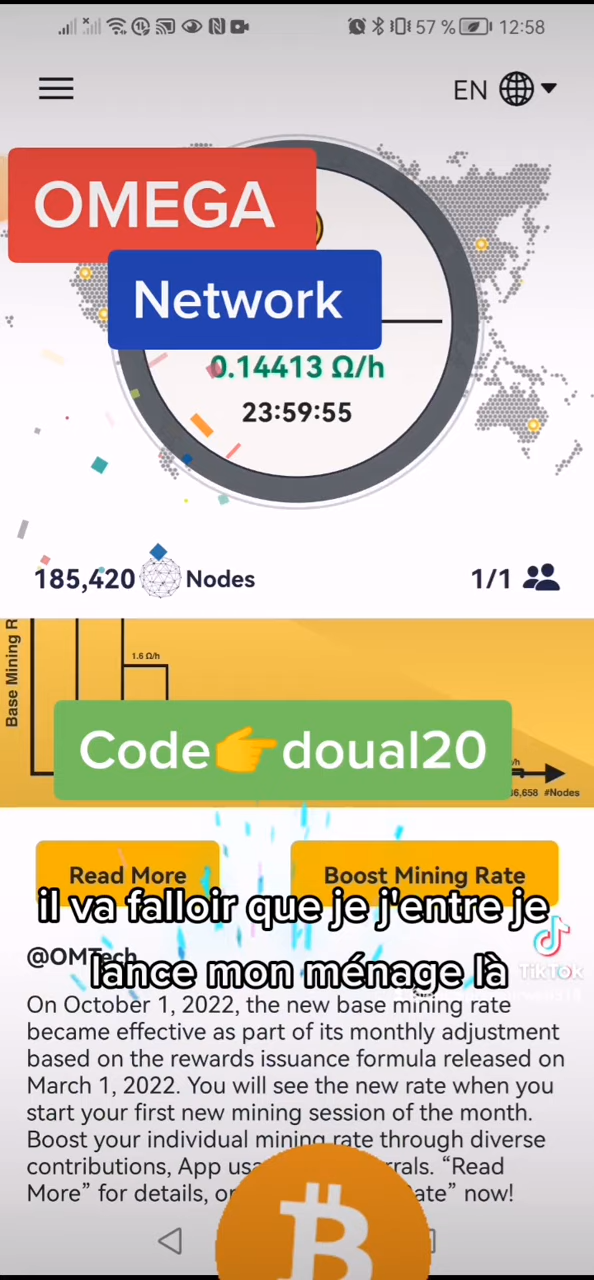 57 % 12:58
EN
OMEGA
Network
0.14413 Ω/h
23:59:55
185,420 Nodes 1/1
Base Mining R
1.6 Ω/h
Code👉doual20
#Nodes
Read More
Boost Mining Rate
il va falloir que je j'entre je
lance mon ménage là
@OMTech
TikTok
On October 1, 2022, the new base mining rate
became effective as part of its monthly adjustment
based on the rewards issuance formula released on
March 1, 2022. You will see the new rate when you
start your first new mining session of the month.
Boost your individual mining rate through diverse
contributions, App
More” for details, now!